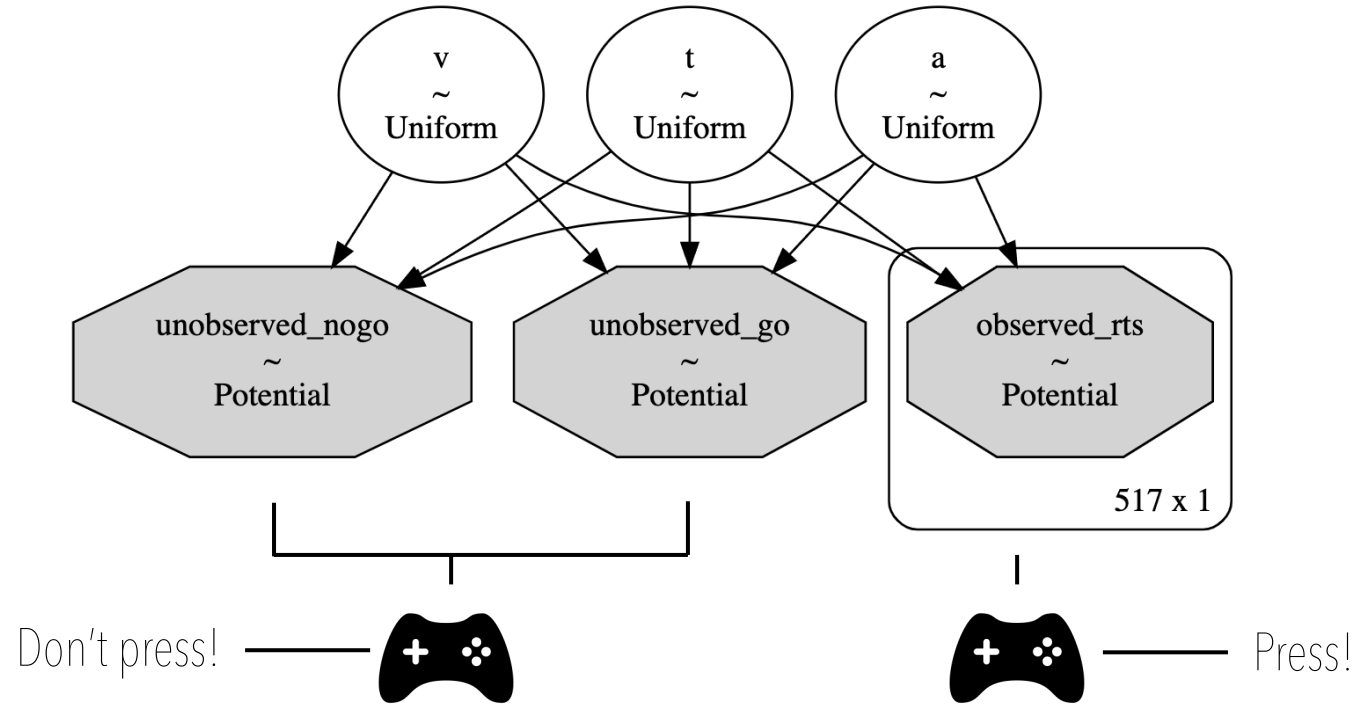 v
~
Uniform
t
~
Uniform
a
~
Uniform
unobserved_nogo
~
Potential
unobserved_go
~
Potential
observed_rts
~
Potential
517 x 1
Don't press!
Press!